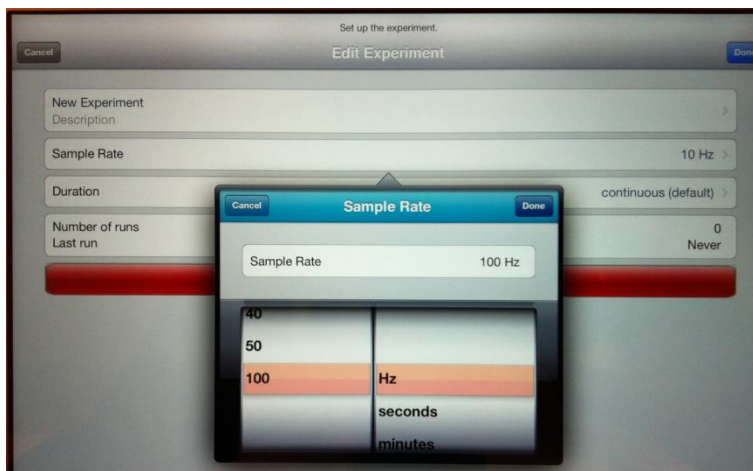 Set up the experiment.
Cancel
Edit Experiment
Done
New Experiment
Description
Sample Rate
10 Hz
Duration
continuous (default)
Number of runs
0
Last run
Never
Cancel
Sample Rate
Done
Sample Rate
100 Hz
40
50
100
Hz
seconds
minutes